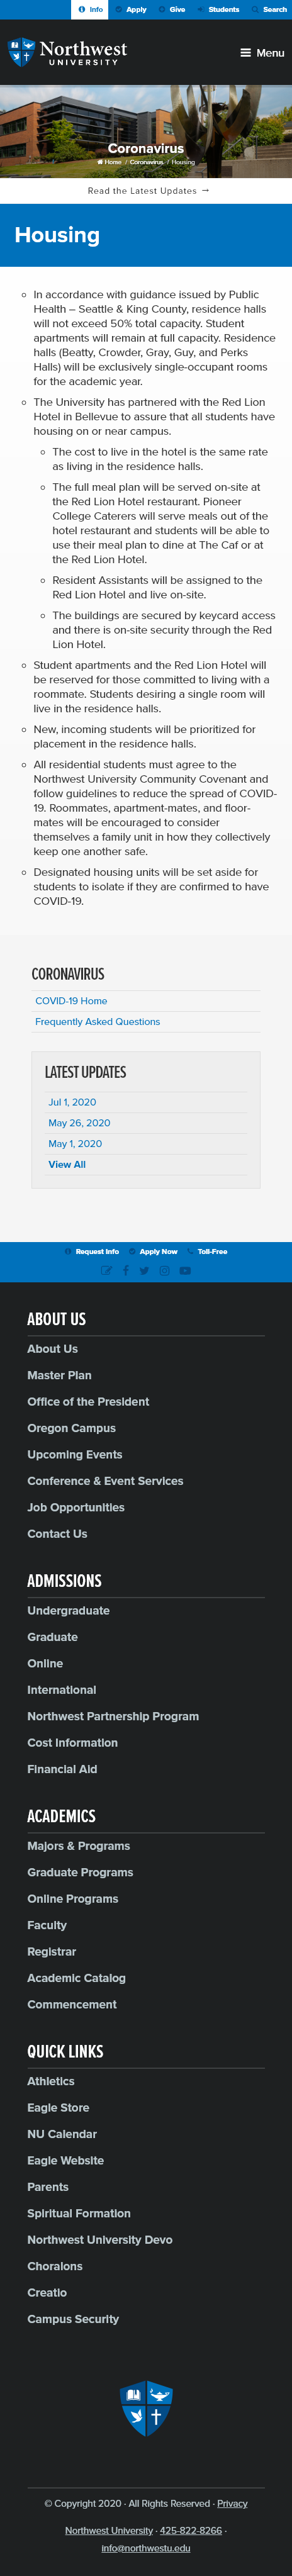 Info Apply Give Students Search
Northwest
UNIVERSITY
Menu
Coronavirus
Home / Coronavirus / Housing
Read the Latest Updates →
Housing
In accordance with guidance issued by Public
Health – Seattle & King County, residence halls
will not exceed 50% total capacity. Student
apartments will remain at full capacity. Residence
halls (Beatty, Crowder, Gray, Guy, and Perks
Halls) will be exclusively single-occupant rooms
for the academic year.
The University has partnered with the Red Lion
Hotel in Bellevue to assure that all students have
housing on or near campus.
The cost to live in the hotel is the same rate
as living in the residence halls.
The full meal plan will be served on-site at
the Red Lion Hotel restaurant. Pioneer
College Caterers will serve meals out of the
hotel restaurant and students will be able to
use their meal plan to dine at The Caf or at
the Red Lion Hotel.
Resident Assistants will be assigned to the
Red Lion Hotel and live on-site.
The buildings are secured by keycard access
and there is on-site security through the Red
Lion Hotel.
Student apartments and the Red Lion Hotel will
be reserved for those committed to living with a
roommate. Students desiring a single room will
live in the residence halls.
New, incoming students will be prioritized for
placement in the residence halls.
All residential students must agree to the
Northwest University Community Covenant and
follow guidelines to reduce the spread of COVID-
19. Roommates, apartment-mates, and floor-
mates will be encouraged to consider
themselves a family unit in how they collectively
keep one another safe.
Designated housing units will be set aside for
students to isolate if they are confirmed to have
COVID-19.
CORONAVIRUS
COVID-19 Home
Frequently Asked Questions
LATEST UPDATES
Jul 1, 2020
May 26, 2020
May 1, 2020
View All
Request Info Apply Now Toll-Free
ABOUT US
About Us
Master Plan
Office of the President
Oregon Campus
Upcoming Events
Conference & Event Services
Job Opportunities
Contact Us
ADMISSIONS
Undergraduate
Graduate
Online
International
Northwest Partnership Program
Cost Information
Financial Aid
ACADEMICS
Majors & Programs
Graduate Programs
Online Programs
Faculty
Registrar
Academic Catalog
Commencement
QUICK LINKS
Athletics
Eagle Store
NU Calendar
Eagle Website
Parents
Spiritual Formation
Northwest University Devo
Choralons
Creatio
Campus Security
© Copyright 2020 · All Rights Reserved · Privacy
Northwest University · 425-822-8266 ·
info@northwestu.edu